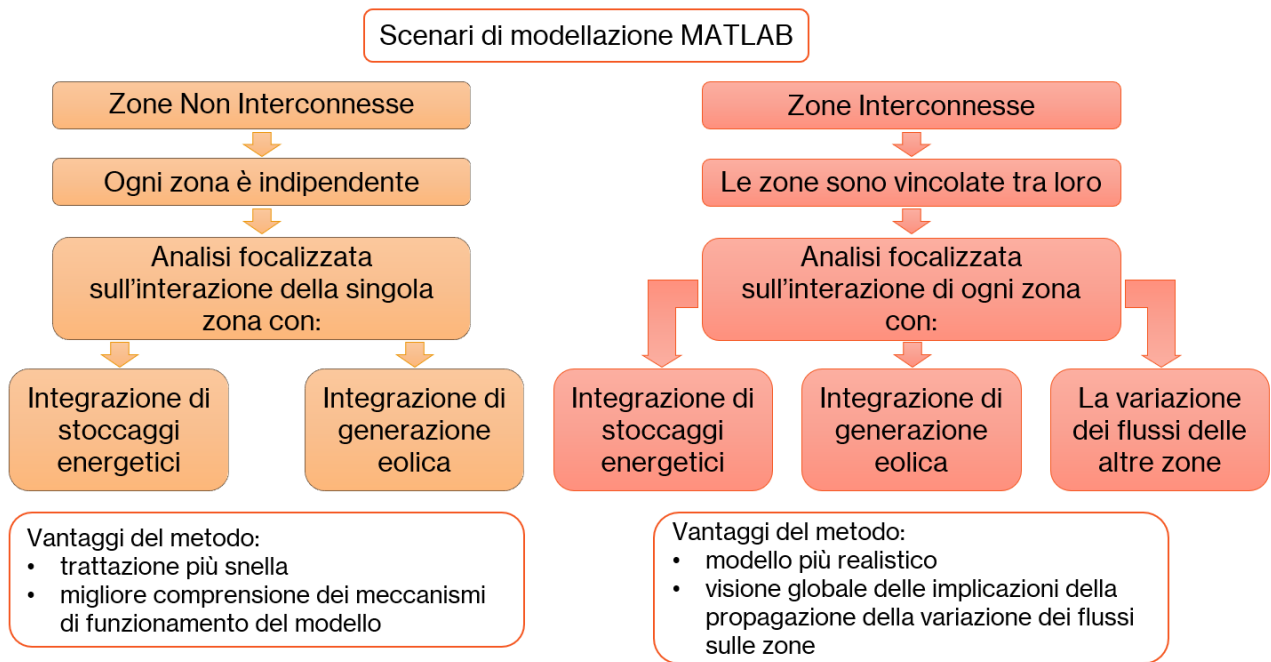 Scenari di modellazione MATLAB
Zone Non Interconnesse
Ogni zona è indipendente
Analisi focalizzata
sull'interazione della singola
zona con:
Integrazione di
stoccaggi
energetici
Integrazione di
generazione
eolica
Vantaggi del metodo:
• trattazione più snella
• migliore comprensione dei meccanismi
di funzionamento del modello
Zone Interconnesse
Le zone sono vincolate tra loro
Analisi focalizzata
sull'interazione di ogni zona
con:
Integrazione di
stoccaggi
energetici
Integrazione di
generazione
eolica
La variazione
dei flussi delle
altre zone
Vantaggi del metodo:
• modello più realistico
• visione globale delle implicazioni della
propagazione della variazione dei flussi
sulle zone